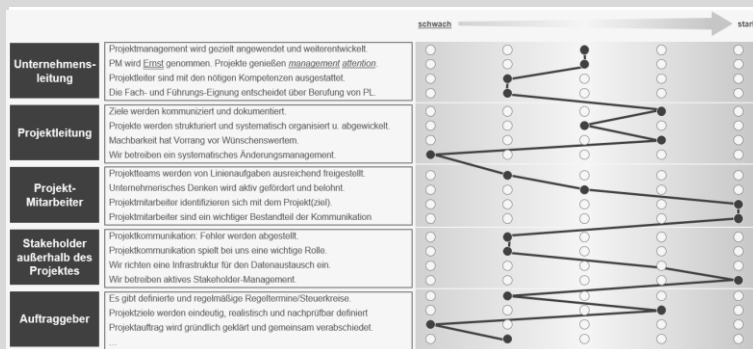 schwach
star
Unternehmens-
leitung
Projektmanagement wird gezielt angewendet und weiterentwickelt.
PM wird Ernst genommen. Projekte genießen management attention.
Projektleiter sind mit den nötigen Kompetenzen ausgestattet.
Die Fach- und Führungs-Eignung entscheidet über Berufung von PL.
Projektleitung
Ziele werden kommuniziert und dokumentiert.
Projekte werden strukturiert und systematisch organisiert u. abgewickelt.
Machbarkeit hat Vorrang vor Wünschenswertem.
Wir betreiben ein systematisches Änderungsmanagement.
Projekt-
Mitarbeiter
Projektteams werden von Linienaufgaben ausreichend freigestellt.
Unternehmerisches Denken wird aktiv gefördert und belohnt.
Projektmitarbeiter identifizieren sich mit dem Projekt(ziel).
Projektmitarbeiter sind ein wichtiger Bestandteil der Kommunikation
Stakeholder
außerhalb des
Projektes
Projektkommunikation: Fehler werden abgestellt.
Projektkommunikation spielt bei uns eine wichtige Rolle.
Wir richten eine Infrastruktur für den Datenaustausch ein.
Wir betreiben aktives Stakeholder-Management.
Auftraggeber
Es gibt definierte und regelmäßige Regeltermine/Steuerkreise.
Projektziele werden eindeutig, realistisch und nachprüfbar definiert
Projektauftrag wird gründlich geklärt und gemeinsam verabschiedet.
…